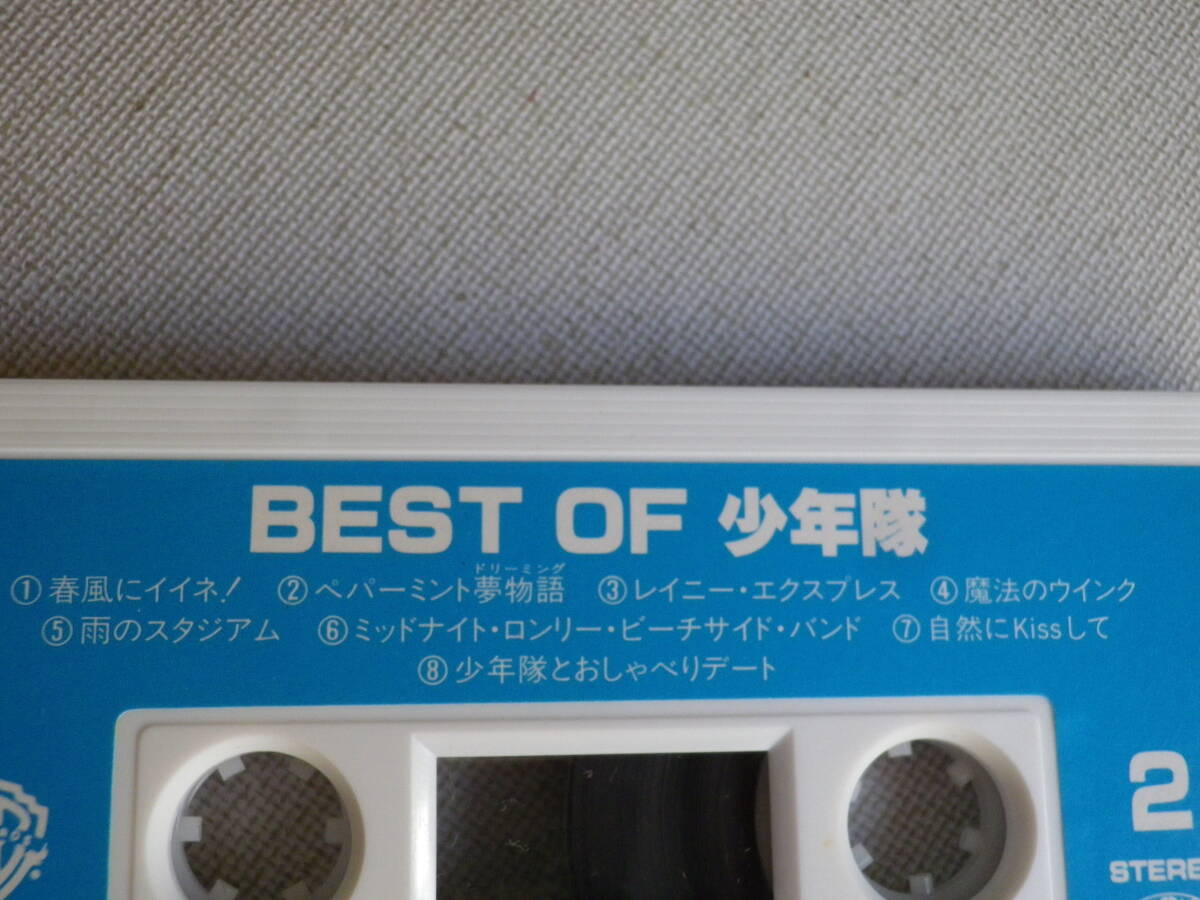 BEST OF 少年隊
①春風にイイネ! ②ペパーミント夢物語 ③レイニー・エクスプレス ④魔法のウインク
ドリーミング
⑤雨のスタジアム ⑥ミッドナイト・ロンリー・ビーチサイド・バンド ⑦自然にKissして
⑧少年隊とおしゃべりデート
2
STERE